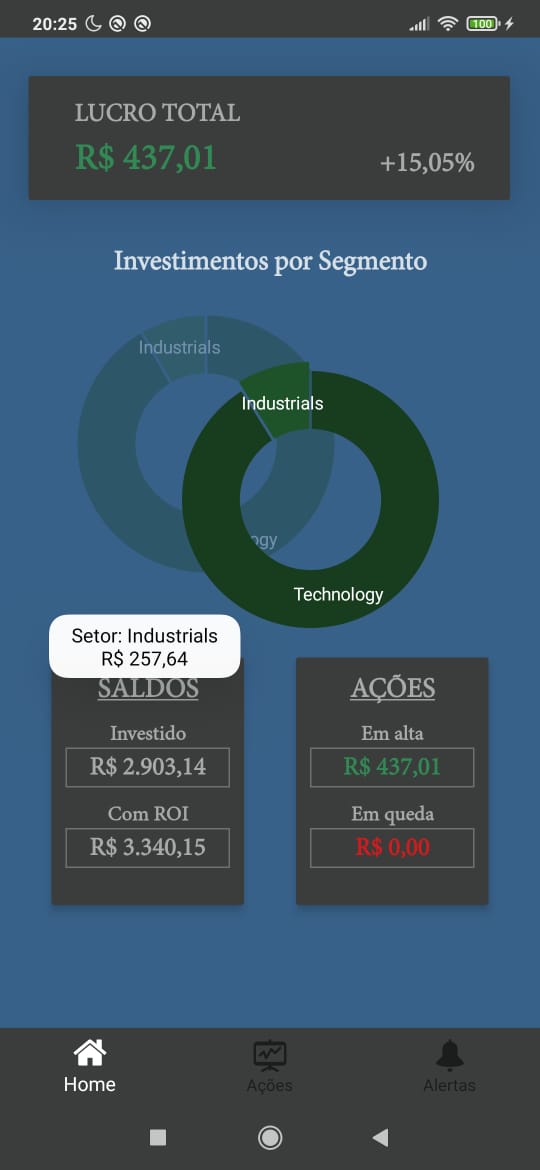 20:25
100
LUCRO TOTAL
R$ 437,01
+15,05%
Investimentos por Segmento
Industrials
Industrials
ogy
Technology
Setor: Industrials
R$ 257,64
SALDOS
Investido
R$ 2.903,14
Com ROI
R$ 3.340,15
AÇÕES
Em alta
R$ 437,01
Em queda
R$ 0,00
Home
Ações
Alertas